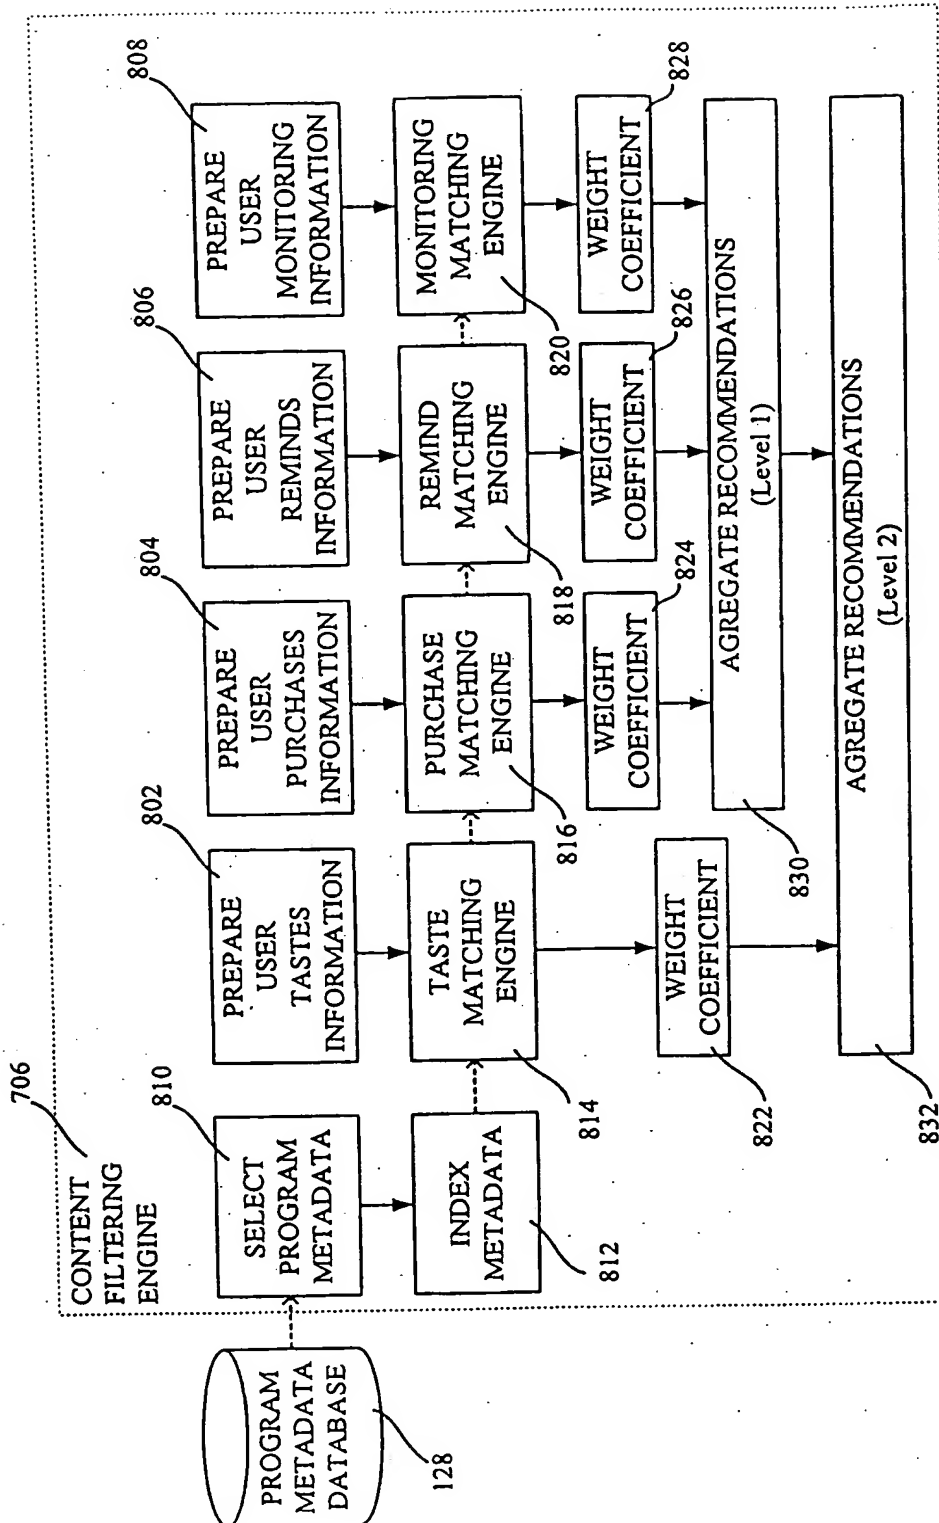 706
CONTENT
FILTERING
ENGINE
PROGRAM
METADATA
DATABASE
128
810
SELECT
PROGRAM
METADATA
INDEX
METADATA
812
802
PREPARE
USER
TASTES
INFORMATION
TASTE
MATCHING
ENGINE
814
WEIGHT
COEFFICIENT
822
804
PREPARE
USER
PURCHASES
INFORMATION
PURCHASE
MATCHING
ENGINE
816
WEIGHT
COEFFICIENT
824
806
PREPARE
USER
REMINDS
INFORMATION
REMIND
MATCHING
ENGINE
818
WEIGHT
COEFFICIENT
826
808
PREPARE
USER
MONITORING
INFORMATION
MONITORING
MATCHING
ENGINE
820
WEIGHT
COEFFICIENT
828
AGREGATE RECOMMENDATIONS
(Level 1)
830
AGREGATE RECOMMENDATIONS
(Level 2)
832